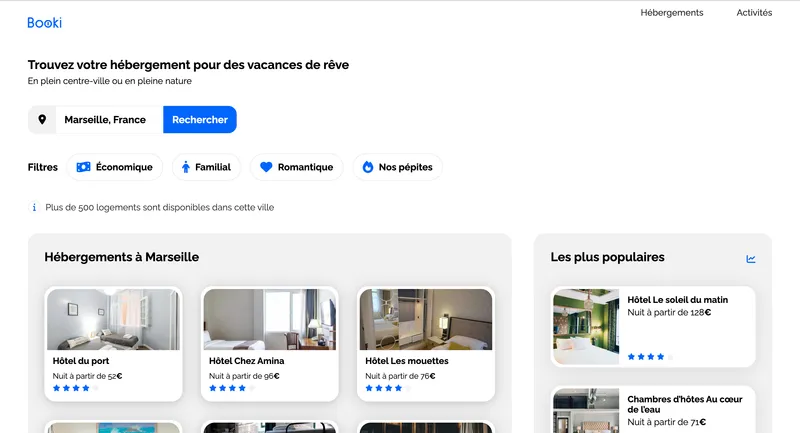 Booki
Hébergements
Activités
Trouvez votre hébergement pour des vacances de rêve
En plein centre-ville ou en pleine nature
Marseille, France
Rechercher
Filtres
Économique
Familial
Romantique
Nos pépites
Plus de 500 logements sont disponibles dans cette ville
Hébergements à Marseille
Hôtel du port
Nuit à partir de 52€
Hôtel Chez Amina
Nuit à partir de 96€
Hôtel Les mouettes
Nuit à partir de 76€
Les plus populaires
Hôtel Le soleil du matin
Nuit à partir de 128€
Chambres d'hôtes Au cœur
de l'eau
Nuit à partir de 71€